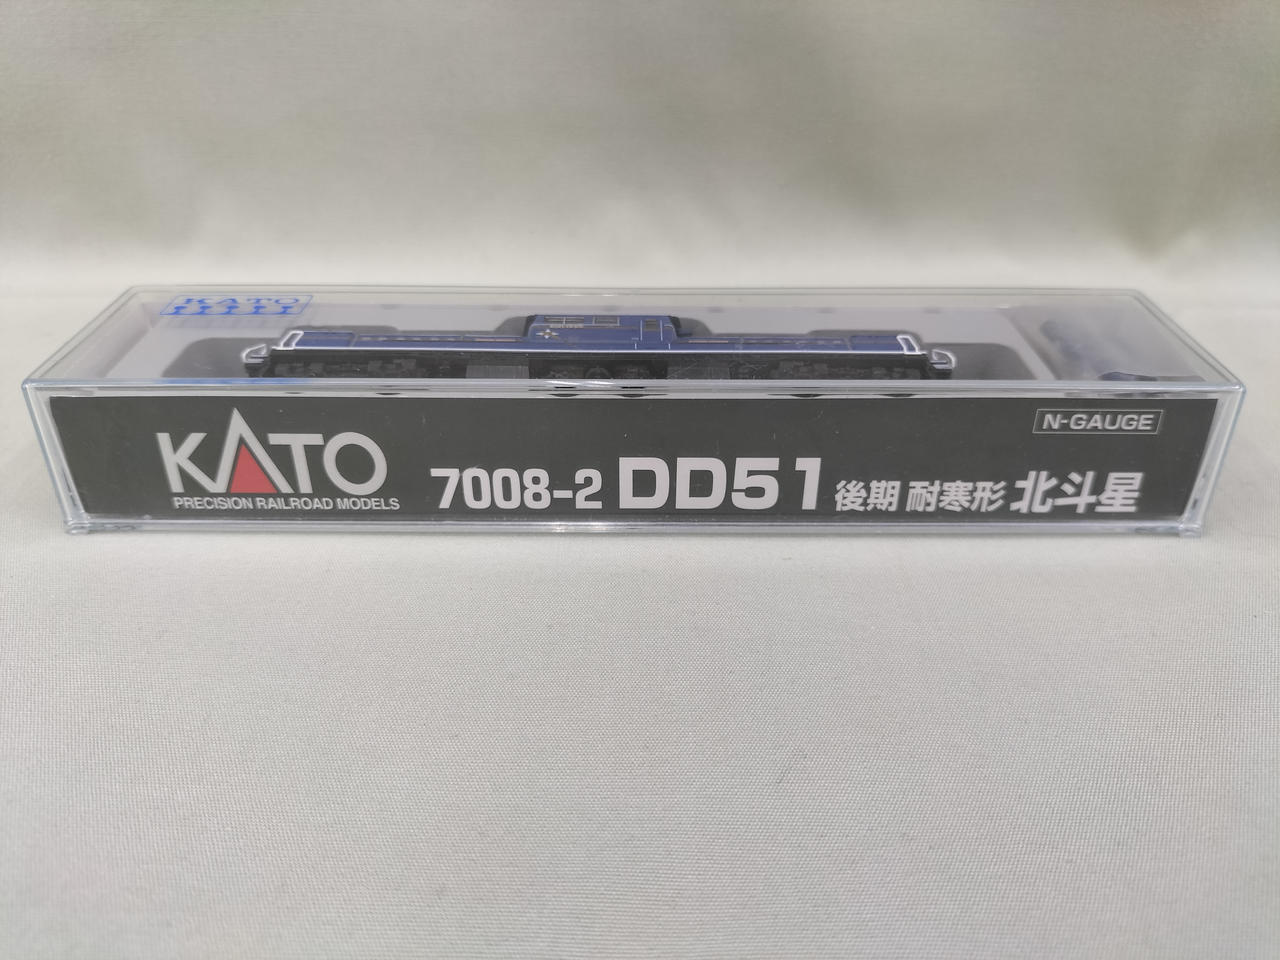 KATO
KATO
PRECISION RAILROAD MODELS
7008-2 DD51 後期 耐寒形 北斗星
N-GAUGE